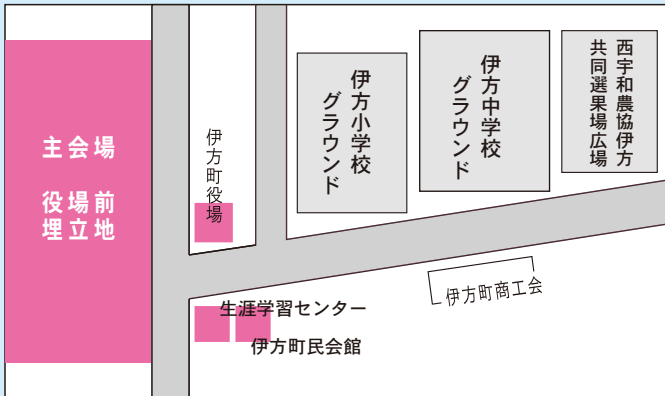 主会場
役場前
埋立地
伊方町役場
伊方小学校
グラウンド
伊方中学校
グラウンド
西宇和農協伊方
共同選果場広場
生涯学習センター
伊方町民会館
伊方町商工会